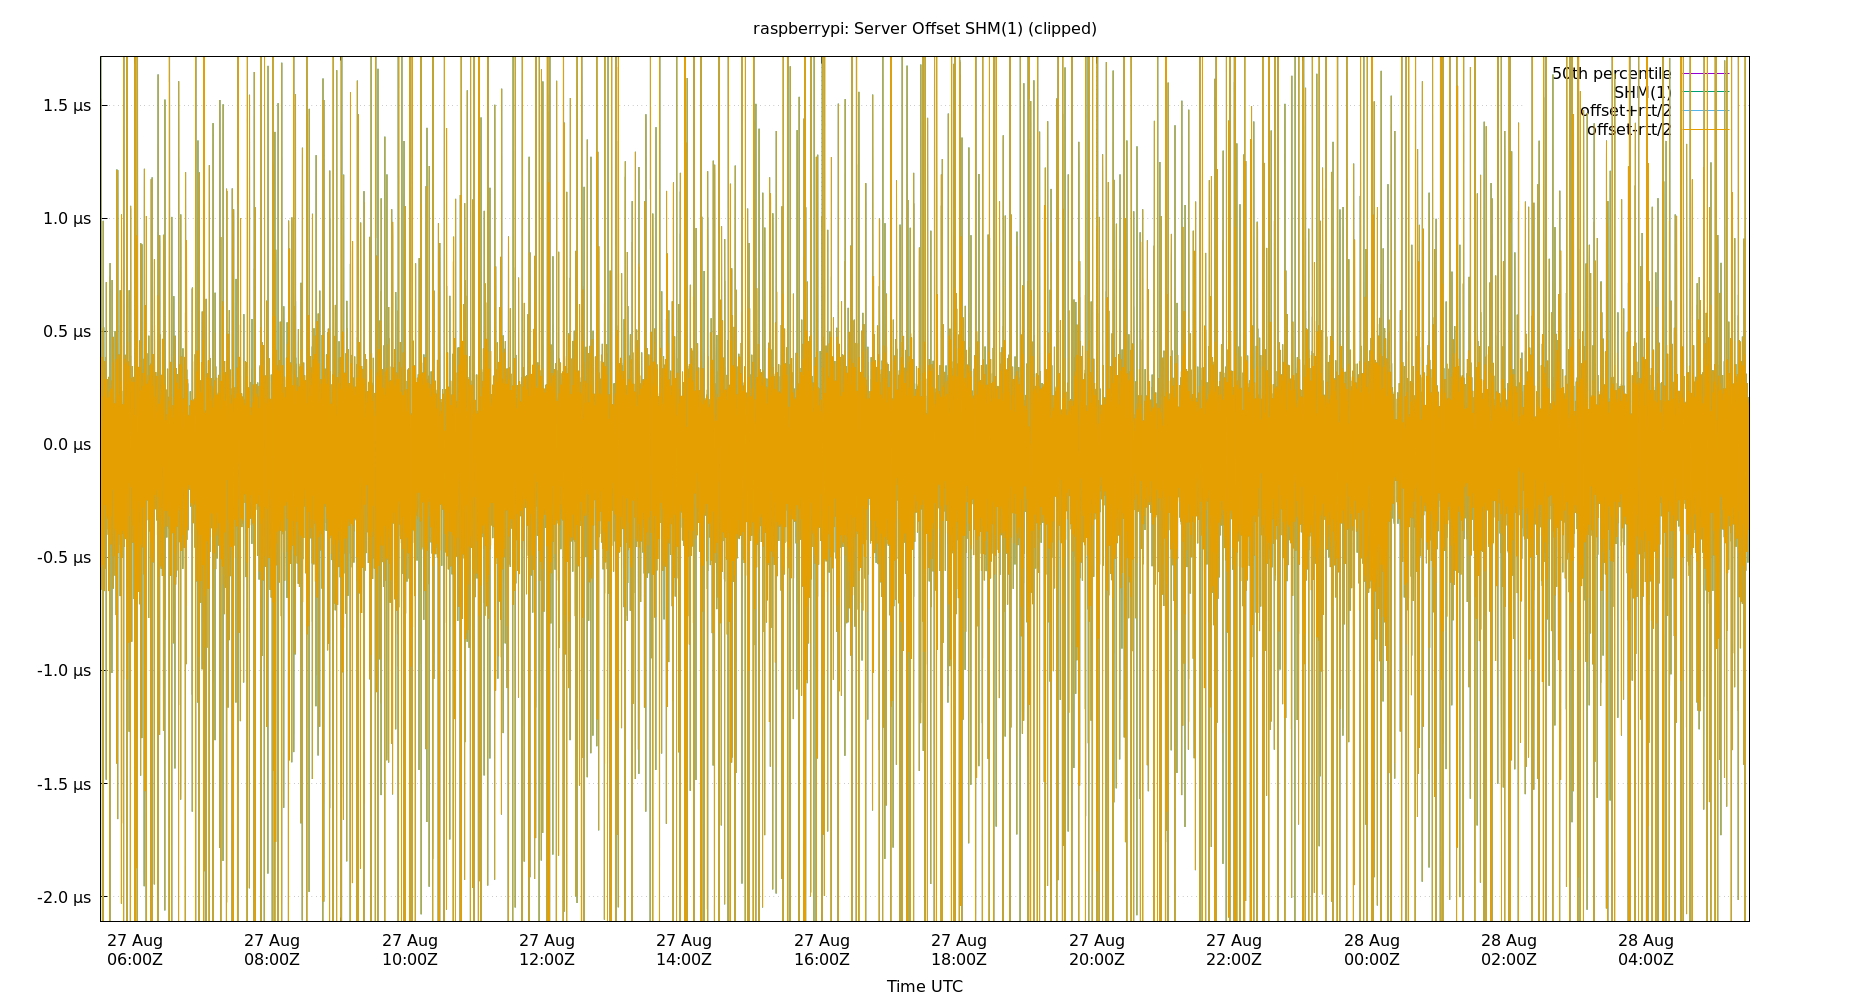 raspberrypi: Server Offset SHM(1) (clipped)
50th percentile
SHM(1)
offset+rtt/2
offset-rtt/2
1.5 µs
1.0 µs
0.5 µs
0.0 µs
-0.5 µs
-1.0 µs
-1.5 µs
-2.0 µs
27 Aug 27 Aug 27 Aug 27 Aug 27 Aug 27 Aug 27 Aug 27 Aug 27 Aug 28 Aug 28 Aug 28 Aug
06:00Z 08:00Z 10:00Z 12:00Z 14:00Z 16:00Z 18:00Z 20:00Z 22:00Z 00:00Z 02:00Z 04:00Z
Time UTC